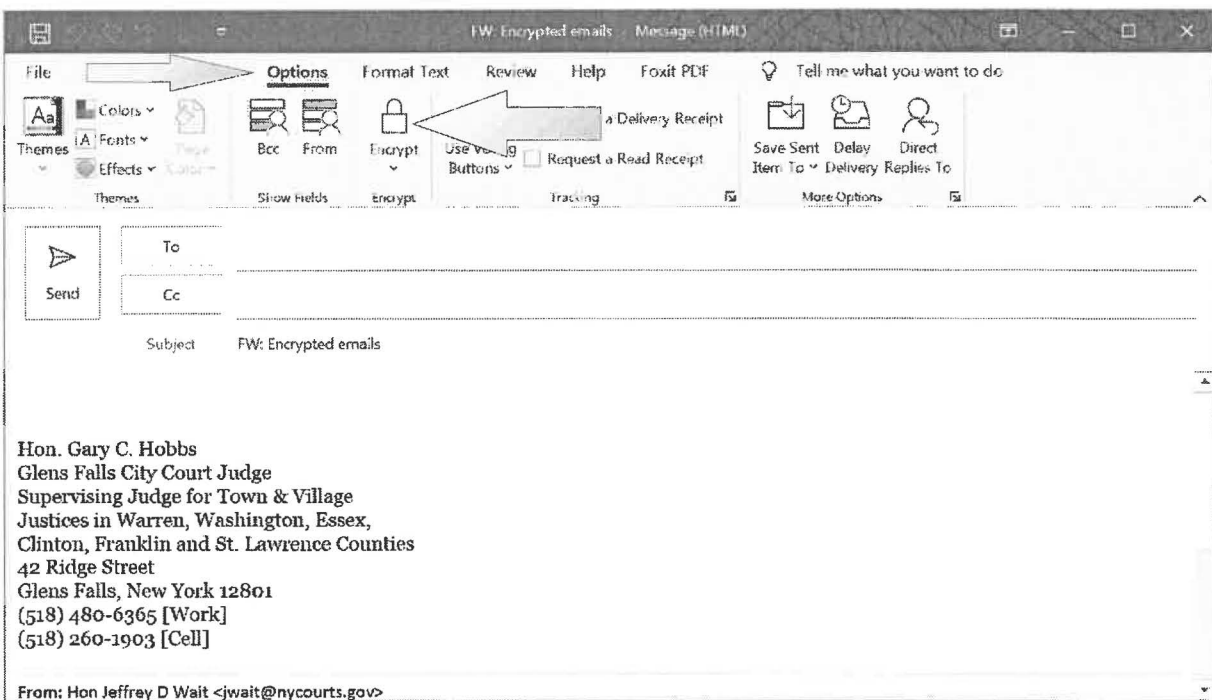 FW: Encrypted emails - Message (HTML)
File Options Format Text Review Help Foxit PDF Tell me what you want to do
Aa Colors
A Fonts
Effects
Themes
Page Color
Bcc From
Encrypt
Use Voting Buttons
a Delivery Receipt
Request a Read Receipt
Save Sent Item To
Delay Delivery
Direct Replies To
Themes Show Fields Encrypt Tracking More Options
Send
To
Cc
Subject FW: Encrypted emails
Hon. Gary C. Hobbs
Glens Falls City Court Judge
Supervising Judge for Town & Village
Justices in Warren, Washington, Essex,
Clinton, Franklin and St. Lawrence Counties
42 Ridge Street
Glens Falls, New York 12801
(518) 480-6365 [Work]
(518) 260-1903 [Cell]
From: Hon Jeffrey D Wait <jwait@nycourts.gov>